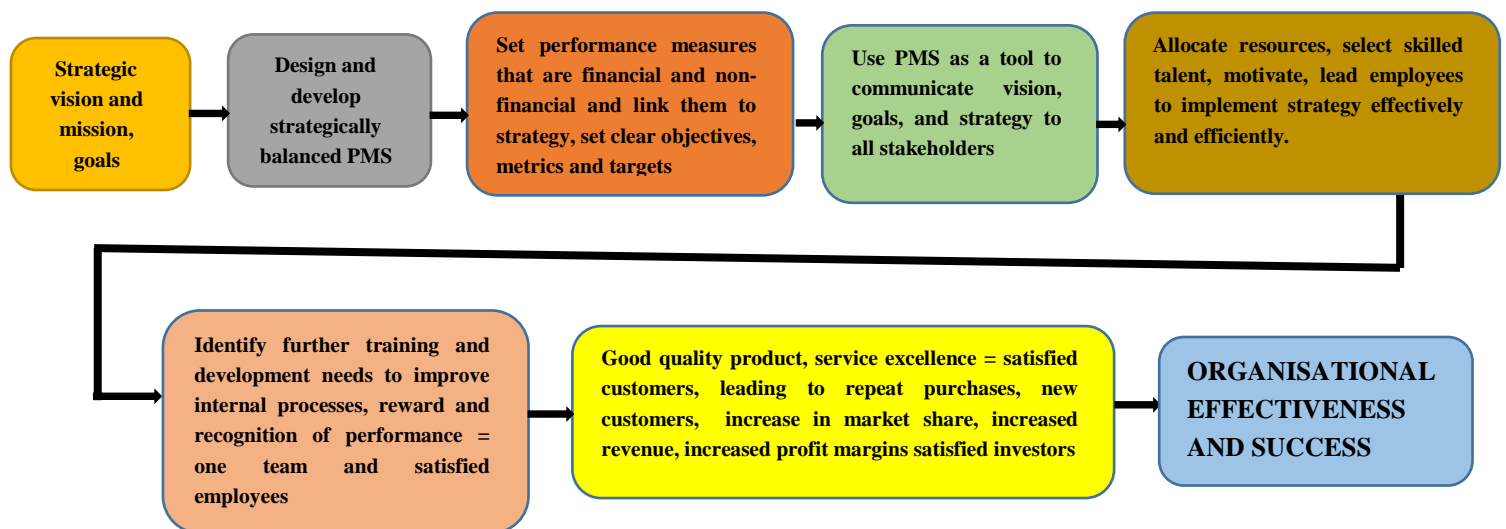 Strategic
vision and
mission,
goals
Design and
develop
strategically
balanced PMS
Set performance measures
that are financial and non-
financial and link them to
strategy, set clear objectives,
metrics and targets
Use PMS as a tool to
communicate vision,
goals, and strategy to
all stakeholders
Allocate resources, select skilled
talent, motivate, lead employees
to implement strategy effectively
and efficiently.
Identify further training and
development needs to improve
internal processes, reward and
recognition of performance =
one team and satisfied
employees
Good quality product, service excellence = satisfied
customers, leading to repeat purchases, new
customers, increase in market share, increased
revenue, increased profit margins satisfied investors
ORGANISATIONAL
EFFECTIVENESS
AND SUCCESS